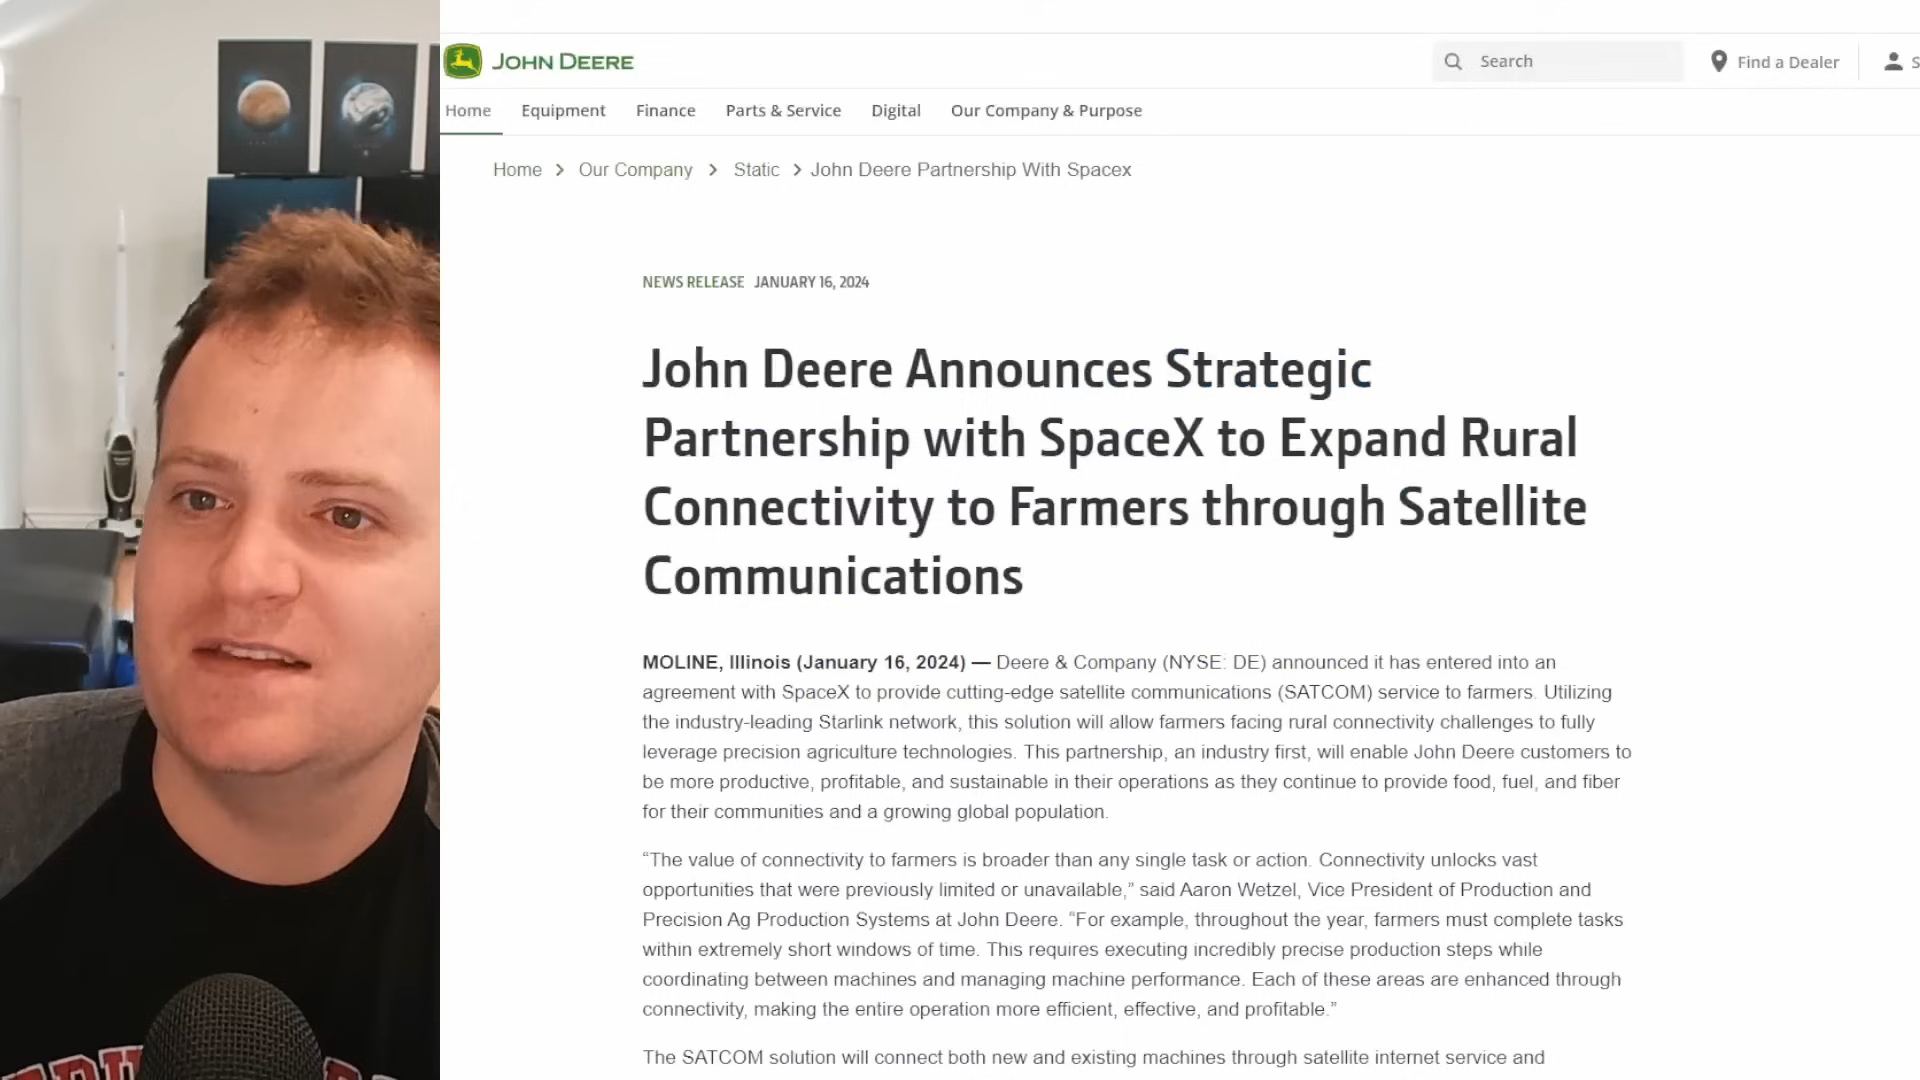 JOHN DEERE
Search
Find a Dealer
S
Home
Equipment
Finance
Parts & Service
Digital
Our Company & Purpose
Home > Our Company > Static > John Deere Partnership With Spacex
NEWS RELEASE JANUARY 16, 2024
John Deere Announces Strategic
Partnership with SpaceX to Expand Rural
Connectivity to Farmers through Satellite
Communications
MOLINE, Illinois (January 16, 2024) — Deere & Company (NYSE: DE) announced it has entered into an
agreement with SpaceX to provide cutting-edge satellite communications (SATCOM) service to farmers. Utilizing
the industry-leading Starlink network, this solution will allow farmers facing rural connectivity challenges to fully
leverage precision agriculture technologies. This partnership, an industry first, will enable John Deere customers to
be more productive, profitable, and sustainable in their operations as they continue to provide food, fuel, and fiber
for their communities and a growing global population.
“The value of connectivity to farmers is broader than any single task or action. Connectivity unlocks vast
opportunities that were previously limited or unavailable,” said Aaron Wetzel, Vice President of Production and
Precision Ag Production Systems at John Deere. “For example, throughout the year, farmers must complete tasks
within extremely short windows of time. This requires executing incredibly precise production steps while
coordinating between machines and managing machine performance. Each of these areas are enhanced through
connectivity, making the entire operation more efficient, effective, and profitable.”
The SATCOM solution will connect both new and existing machines through satellite internet service and